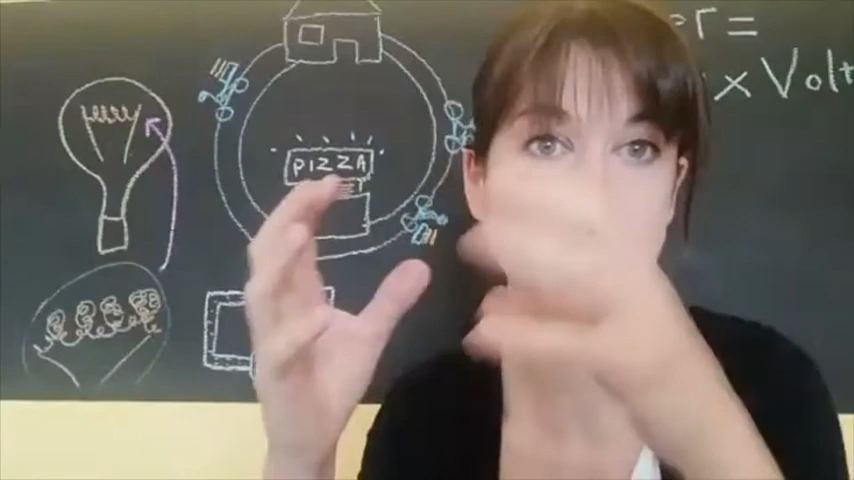 PIZZA
r =
x Volt